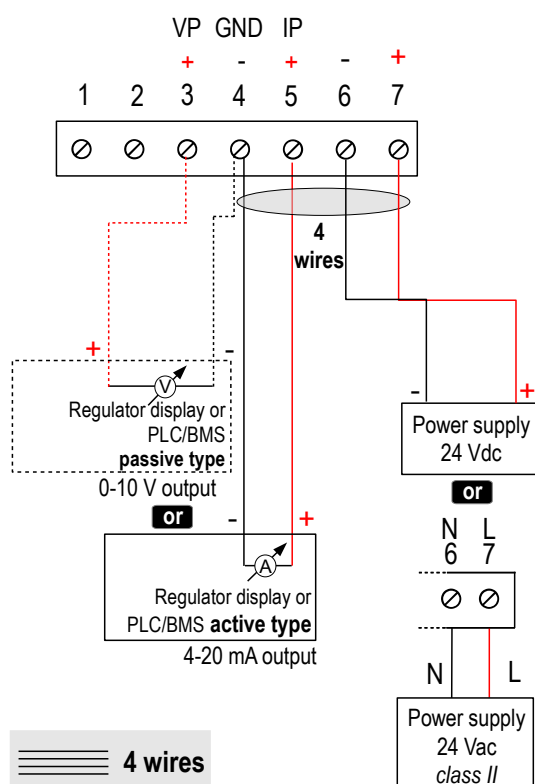 VP GND IP
+ - + - +
1 2 3 4 5 6 7
4
wires
+ -
V
Regulator display or
PLC/BMS
passive type
0-10 V output
or
- +
A
Regulator display or
PLC/BMS active type
4-20 mA output
- +
Power supply
24 Vdc
or
N L
6 7
N L
Power supply
24 Vac
class II
4 wires